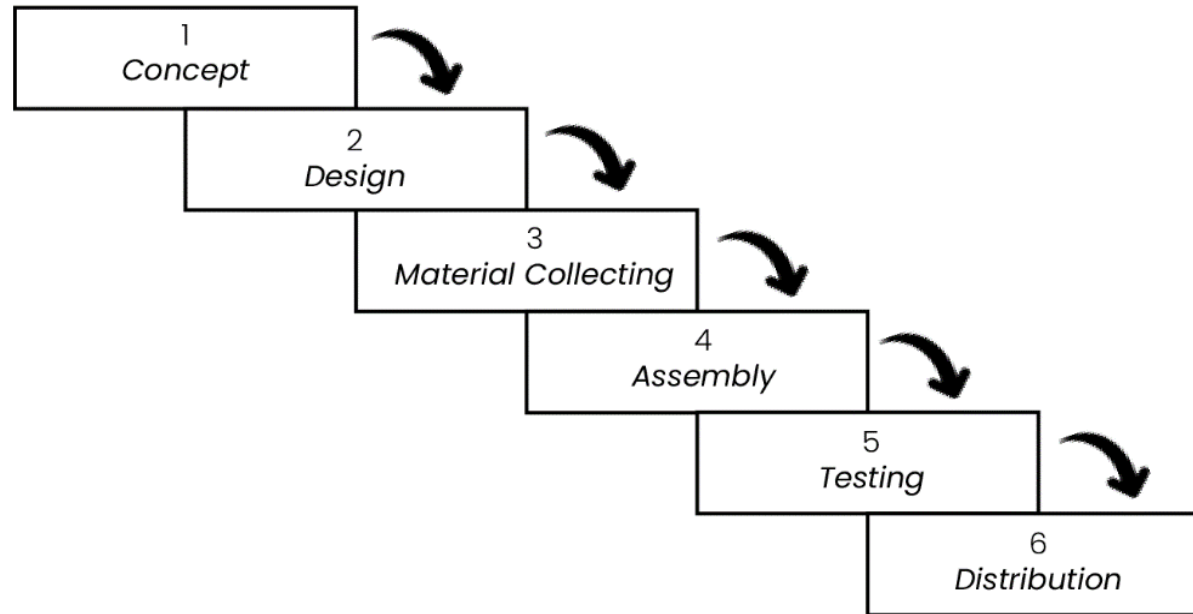 1
Concept
2
Design
3
Material Collecting
4
Assembly
5
Testing
6
Distribution